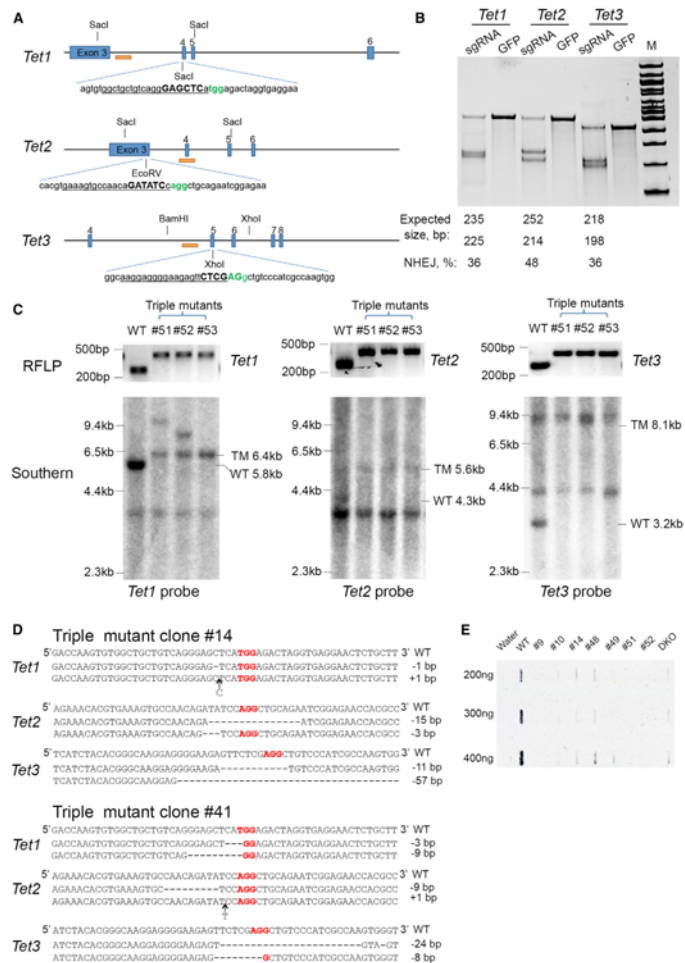 A
SacI
SacI
4 5
6
Tet1
Exon 3
SacI
agtgtggctgctgtcaggGAGCTCatggagactaggtgaggaa
SacI
SacI
Tet2
Exon 3
4
5
6
EcoRV
cacgtgaaagtgccaacaGATATCcaggctgcagaatcggagaa
BamHI
XhoI
4
5
6
7 8
Tet3
XhoI
ggcaaggaggggaagagttCTCGAGgctgtcccatcgccaagtgg
B
Tet1 Tet2 Tet3
sgRNA GFP sgRNA GFP sgRNA GFP M
Expected size, bp:
235 252 218
225 214 198
NHEJ, %: 36 48 36
C
Triple mutants
WT #51 #52 #53
RFLP
500bp
200bp
Tet1
Southern
9.4kb
6.5kb
4.4kb
2.3kb
TM 6.4kb
WT 5.8kb
Tet1 probe
Triple mutants
WT #51 #52 #53
500bp
200bp
Tet2
9.4kb
6.5kb
4.4kb
2.3kb
TM 5.6kb
WT 4.3kb
Tet2 probe
Triple mutants
WT #51 #52 #53
500bp
200bp
Tet3
9.4kb
6.5kb
4.4kb
2.3kb
TM 8.1kb
WT 3.2kb
Tet3 probe
D
Triple mutant clone #14
5' GACCAAGTGTGGCTGCTGTCAGGGAGCTCATGGAGACTAGGTGAGGAACTCTGCTT 3' WT
Tet1
GACCAAGTGTGGCTGCTGTCAGGGAGC-TCATGGAGACTAGGTGAGGAACTCTGCTT -1 bp
GACCAAGTGTGGCTGCTGTCAGGGAGCTCATGGAGACTAGGTGAGGAACTCTGCTT +1 bp
C
AGAAACACGTGAAAGTGCCAACAGATATCCAGGCTGCAGAATCGGAGAACCACGCC WT
Tet2
AGAAACACGTGAAAGTGCCAACAGA---------------ATCGGAGAACCACGCC -15 bp
AGAAACACGTGAAAGTGCCAACAG---TCCAGGCTGCAGAATCGGAGAACCACGCC -3 bp
5' TCATCTACACGGGCAAGGAGGGGAAGAGTTCTCGAGGCTGTCCCATCGCCAAGTGG 3' WT
Tet3
TCATCTACACGGGCAAGGAGGGGAAGA-----------TGTCCCATCGCCAAGTGG -11 bp
TCATCTACACGGGCAAGGAG------------------------------------ -57 bp
Triple mutant clone #41
5' GACCAAGTGTGGCTGCTGTCAGGGAGCTCATGGAGACTAGGTGAGGAACTCTGCTT 3' WT
Tet1
GACCAAGTGTGGCTGCTGTCAGGGAGCT---GGAGACTAGGTGAGGAACTCTGCTT -3 bp
GACCAAGTGTGGCTGCTGTCAG---------GGAGACTAGGTGAGGAACTCTGCTT -9 bp
AGAAACACGTGAAAGTGCCAACAGATATCCAGGCTGCAGAATCGGAGAACCACGCC WT
Tet2
AGAAACACGTGAAAGTGC---------CCAGGCTGCAGAATCGGAGAACCACGCC -9 bp
AGAAACACGTGAAAGTGCCAACAGATATCCAGGCTGCAGAATCGGAGAACCACGCC +1 bp
T
5' ATCTACACGGGCAAGGAGGGGAAGAGTTCTCGAGGCTGTCCCATCGCCAAGTGGGT 3' WT
Tet3
ATCTACACGGGCAAGGAGGGGAAGAGT------------------------GTA-GT -24 bp
ATCTACACGGGCAAGGAGGGGAAGAGT--------GCTGTCCCATCGCCAAGTGGGT -8 bp
E
Water WT #9 #10 #14 #48 #49 #51 #52 DKO
200ng
300ng
400ng